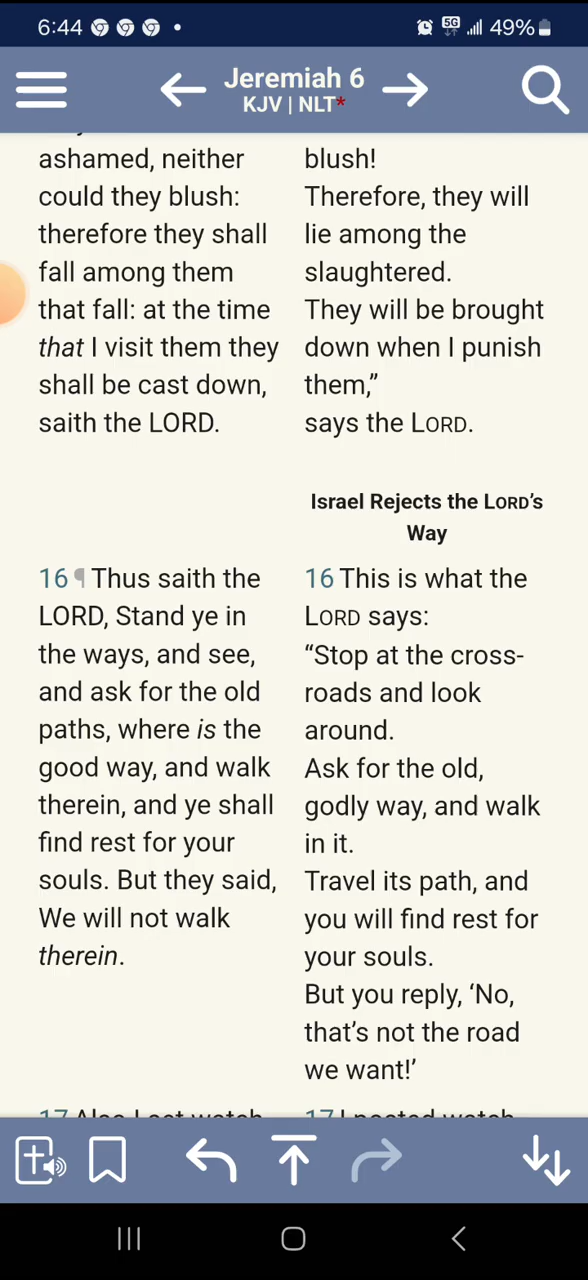 6:44
5G
49%
Jeremiah 6
KJV | NLT*
ashamed, neither
could they blush:
therefore they shall
fall among them
that fall: at the time
that I visit them they
shall be cast down,
saith the LORD.
16 ¶ Thus saith the
LORD, Stand ye in
the ways, and see,
and ask for the old
paths, where is the
good way, and walk
therein, and ye shall
find rest for your
souls. But they said,
We will not walk
therein.
blush!
Therefore, they will
lie among the
slaughtered.
They will be brought
down when I punish
them,”
says the LORD.
Israel Rejects the LORD’s
Way
16 This is what the
LORD says:
“Stop at the cross-
roads and look
around.
Ask for the old,
godly way, and walk
in it.
Travel its path, and
you will find rest for
your souls.
But you reply, ‘No,
that’s not the road
we want!’
17 Also I set watch
17 I posted watch